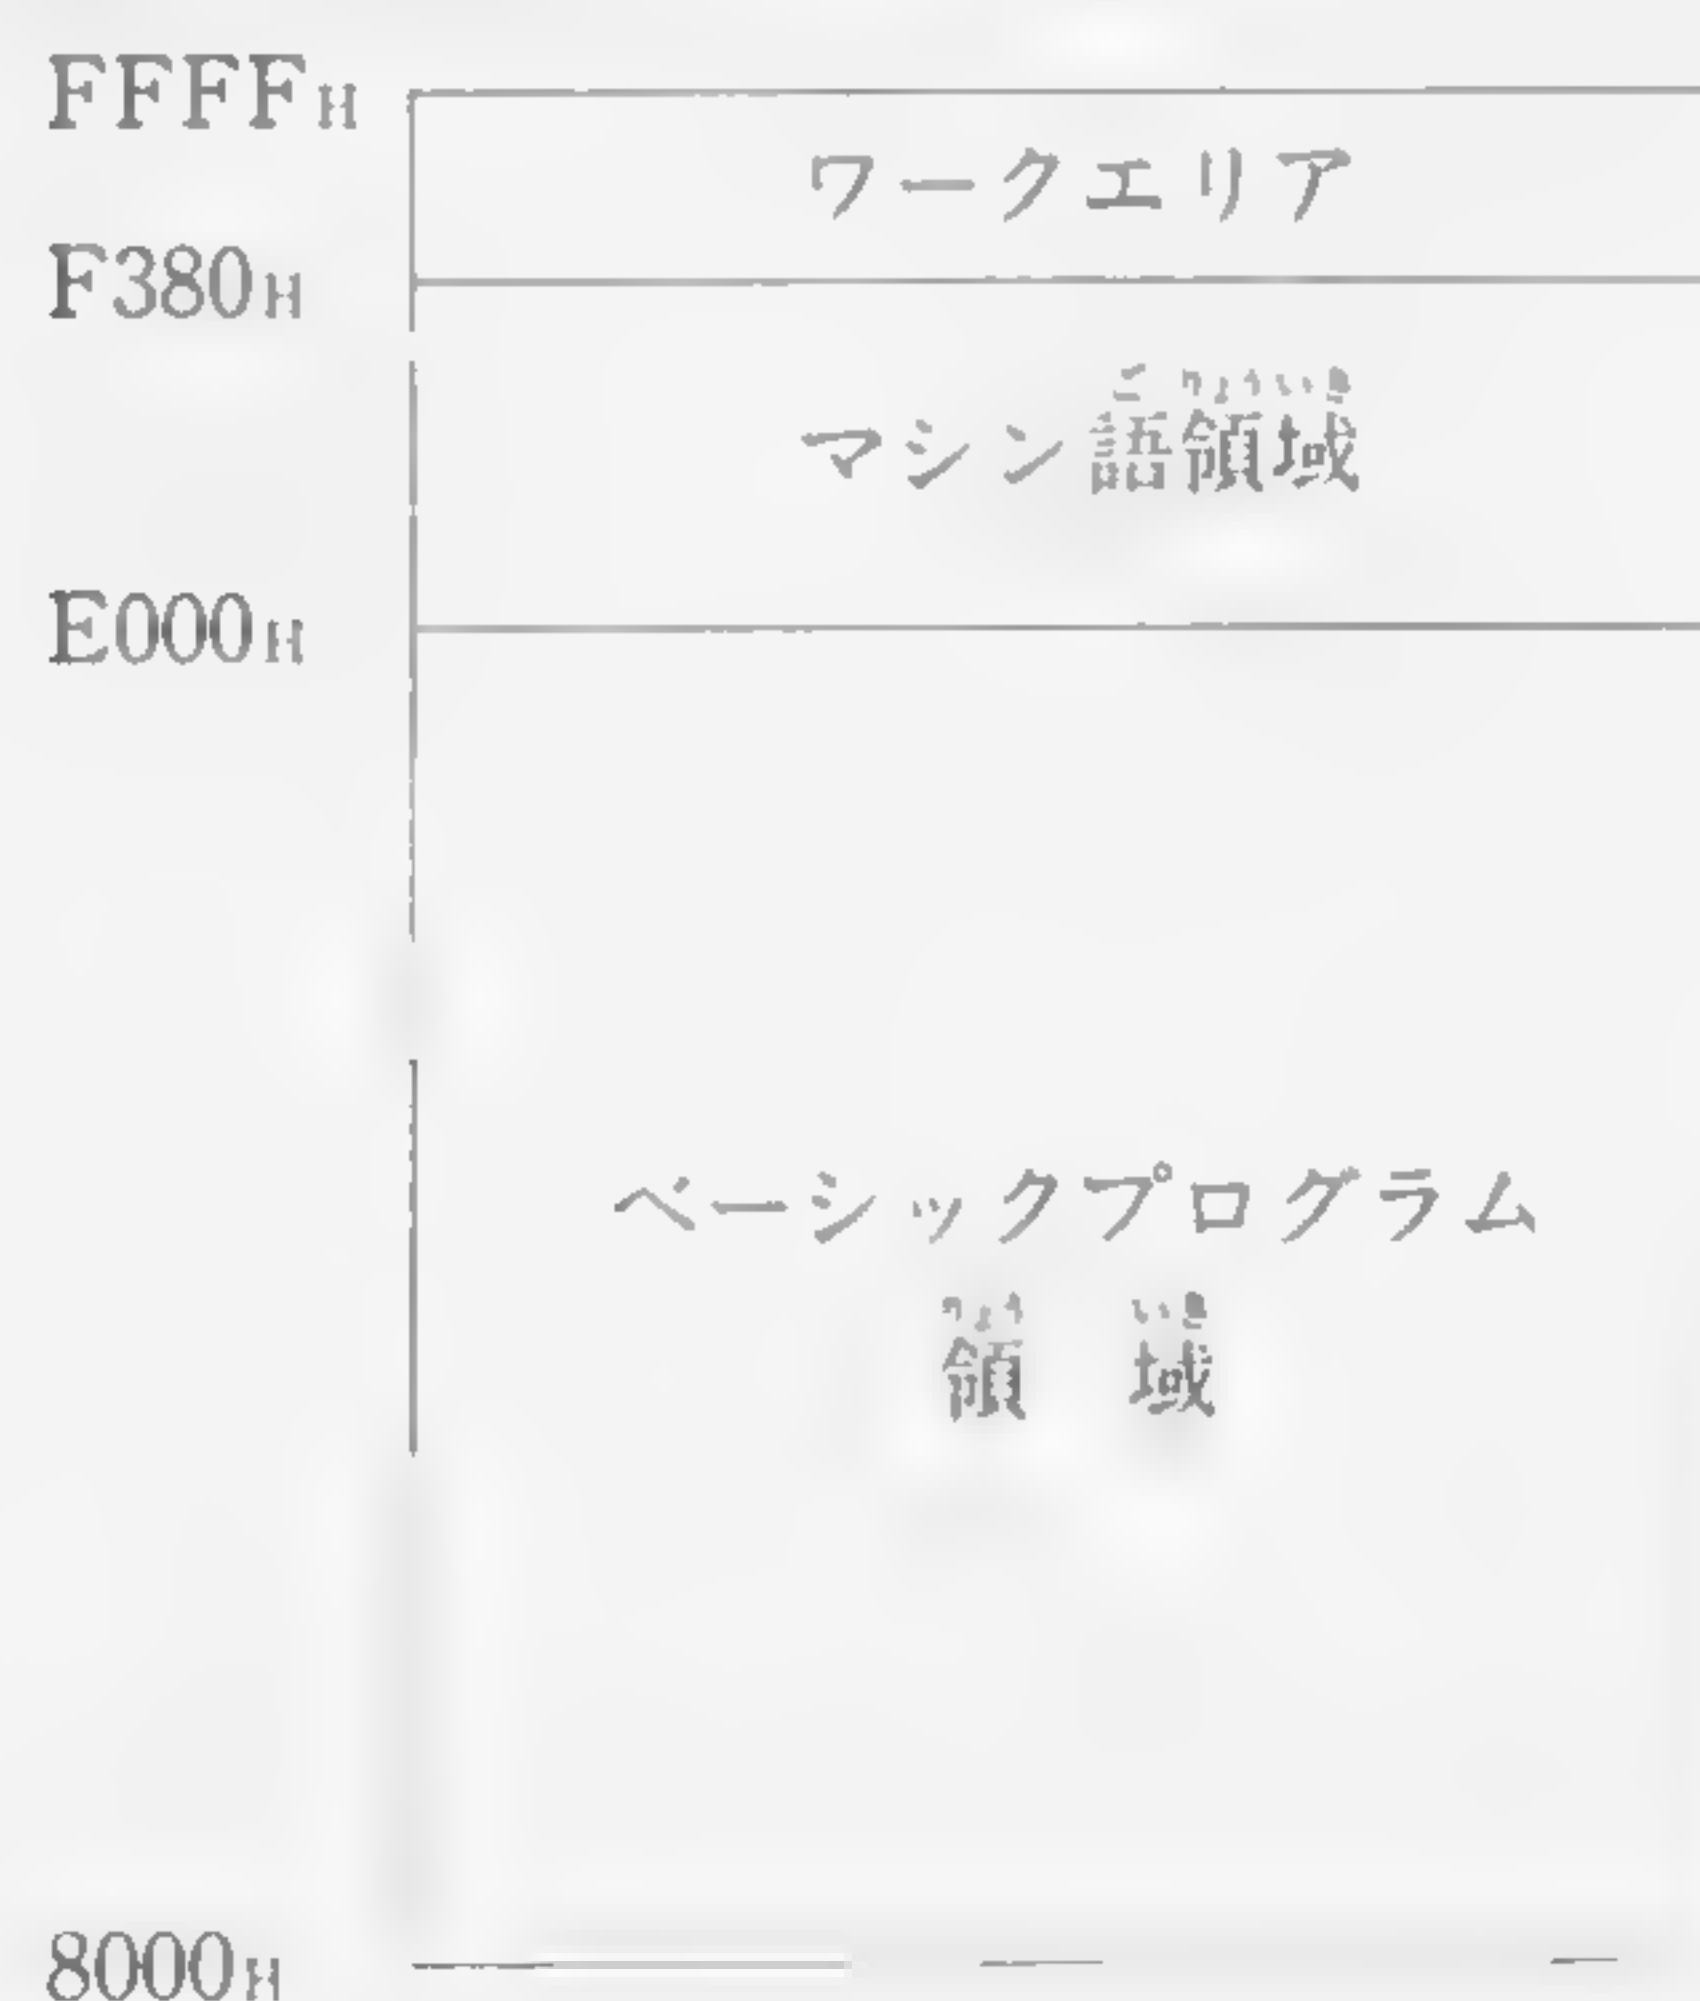 FFFFH
ワークエリア
F380H
ごりょういき
マシン語領域
E000H
ベーシックプログラム
りょういき
領域
8000H